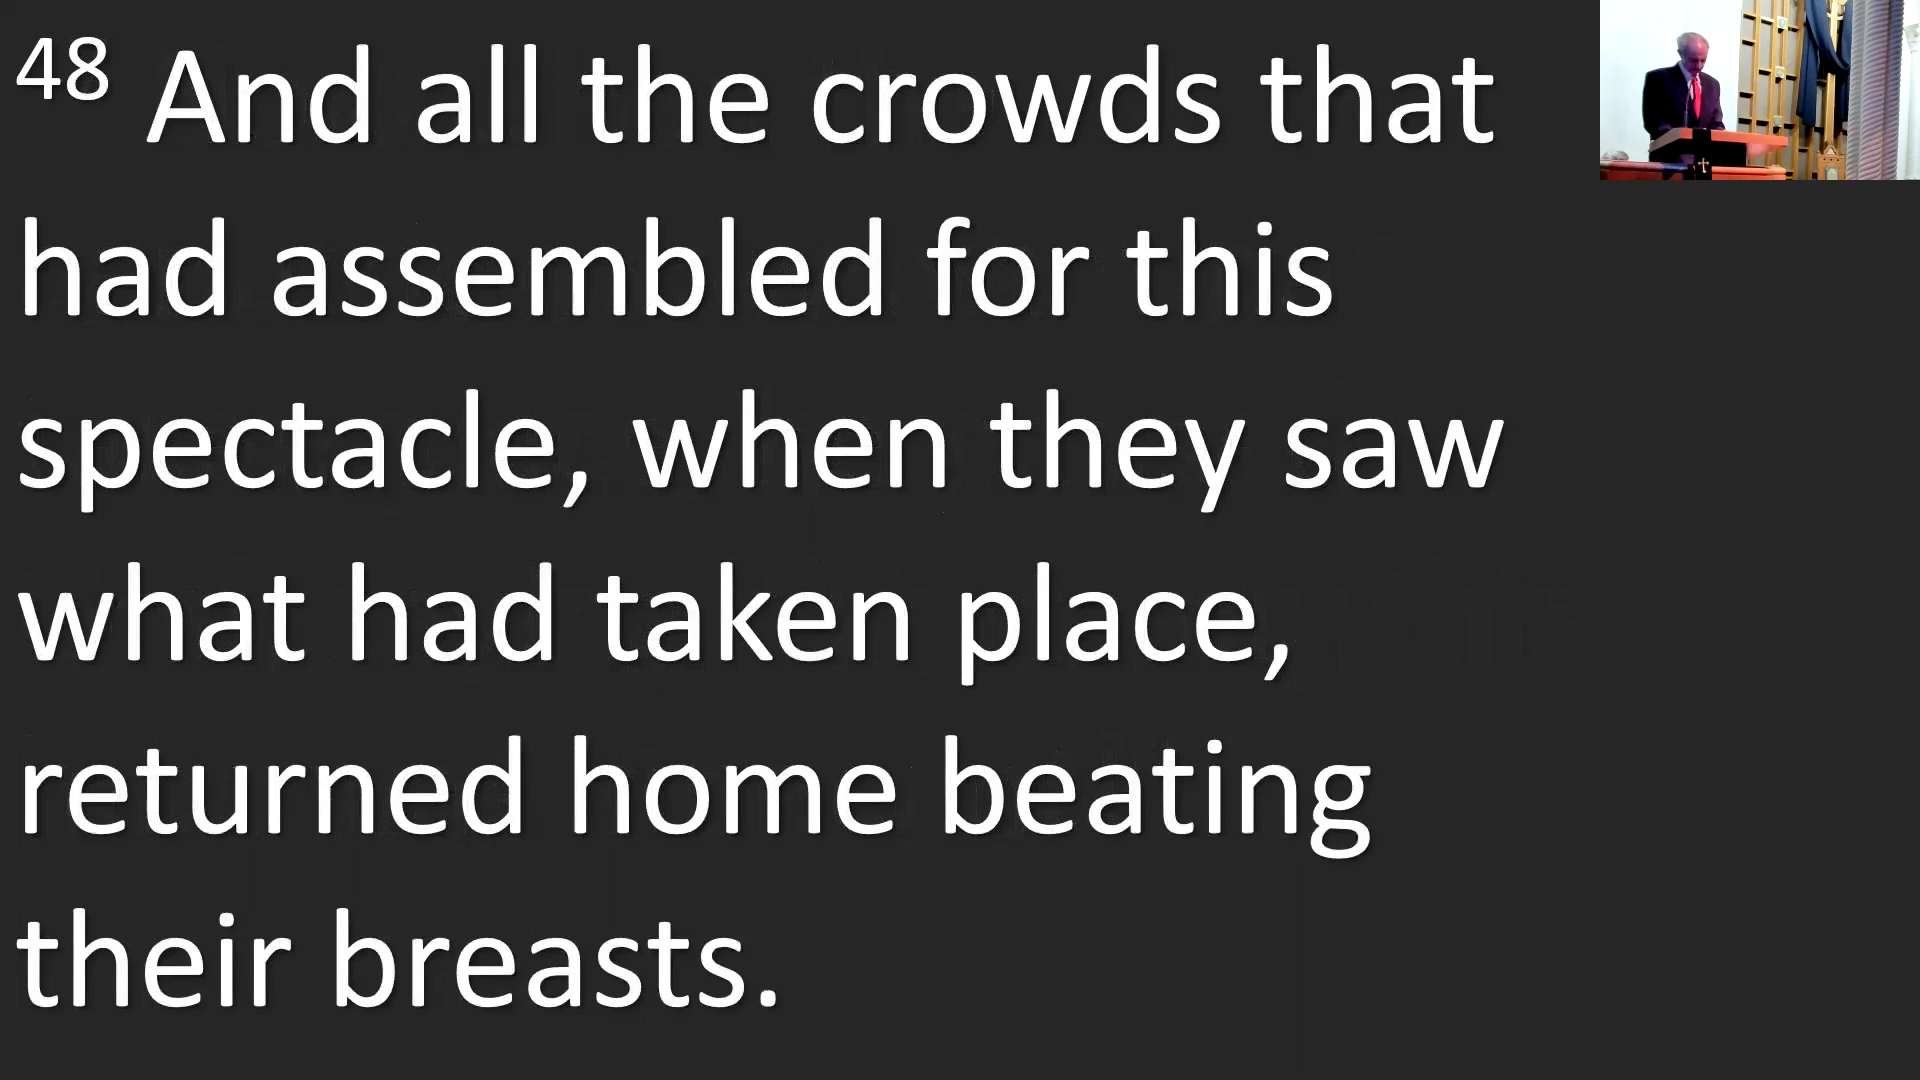 48 And all the crowds that
had assembled for this
spectacle, when they saw
what had taken place,
returned home beating
their breasts.